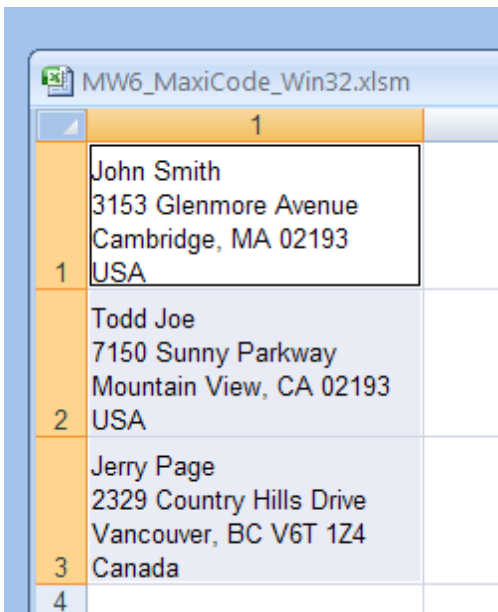 MW6_MaxiCode_Win32.xlsm
1
John Smith
3153 Glenmore Avenue
Cambridge, MA 02193
1 USA
Todd Joe
7150 Sunny Parkway
Mountain View, CA 02193
2 USA
Jerry Page
2329 Country Hills Drive
Vancouver, BC V6T 1Z4
3 Canada
4